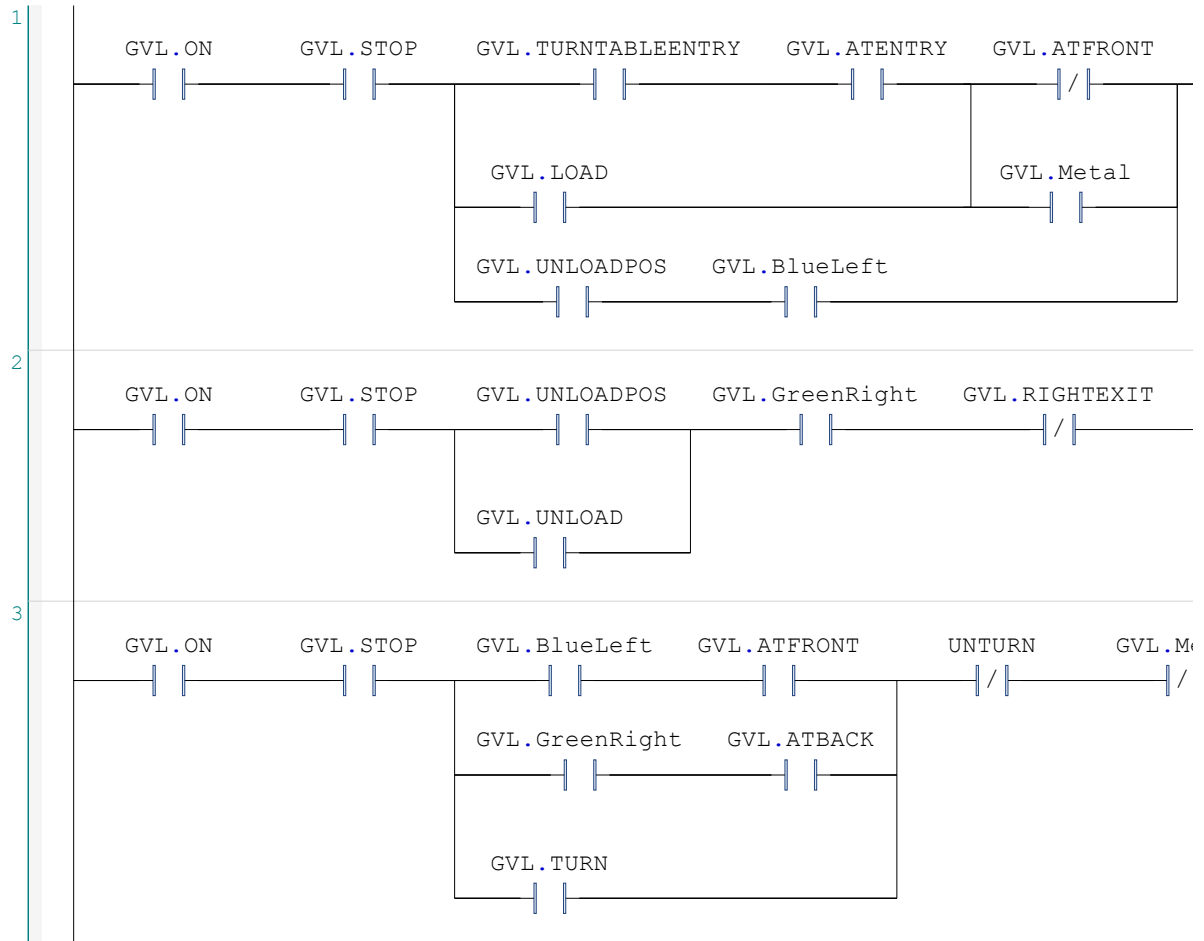 1
GVL.ON GVL.STOP GVL.TURNTABLEENTRY GVL.ATENTRY GVL.ATFRONT
/
GVL.LOAD GVL.Metal
GVL.UNLOADPOS GVL.BlueLeft
2
GVL.ON GVL.STOP GVL.UNLOADPOS GVL.GreenRight GVL.RIGHTEXIT
/
GVL.UNLOAD
3
GVL.ON GVL.STOP GVL.BlueLeft GVL.ATFRONT UNTURN GVL.Me
/ /
GVL.GreenRight GVL.ATBACK
GVL.TURN